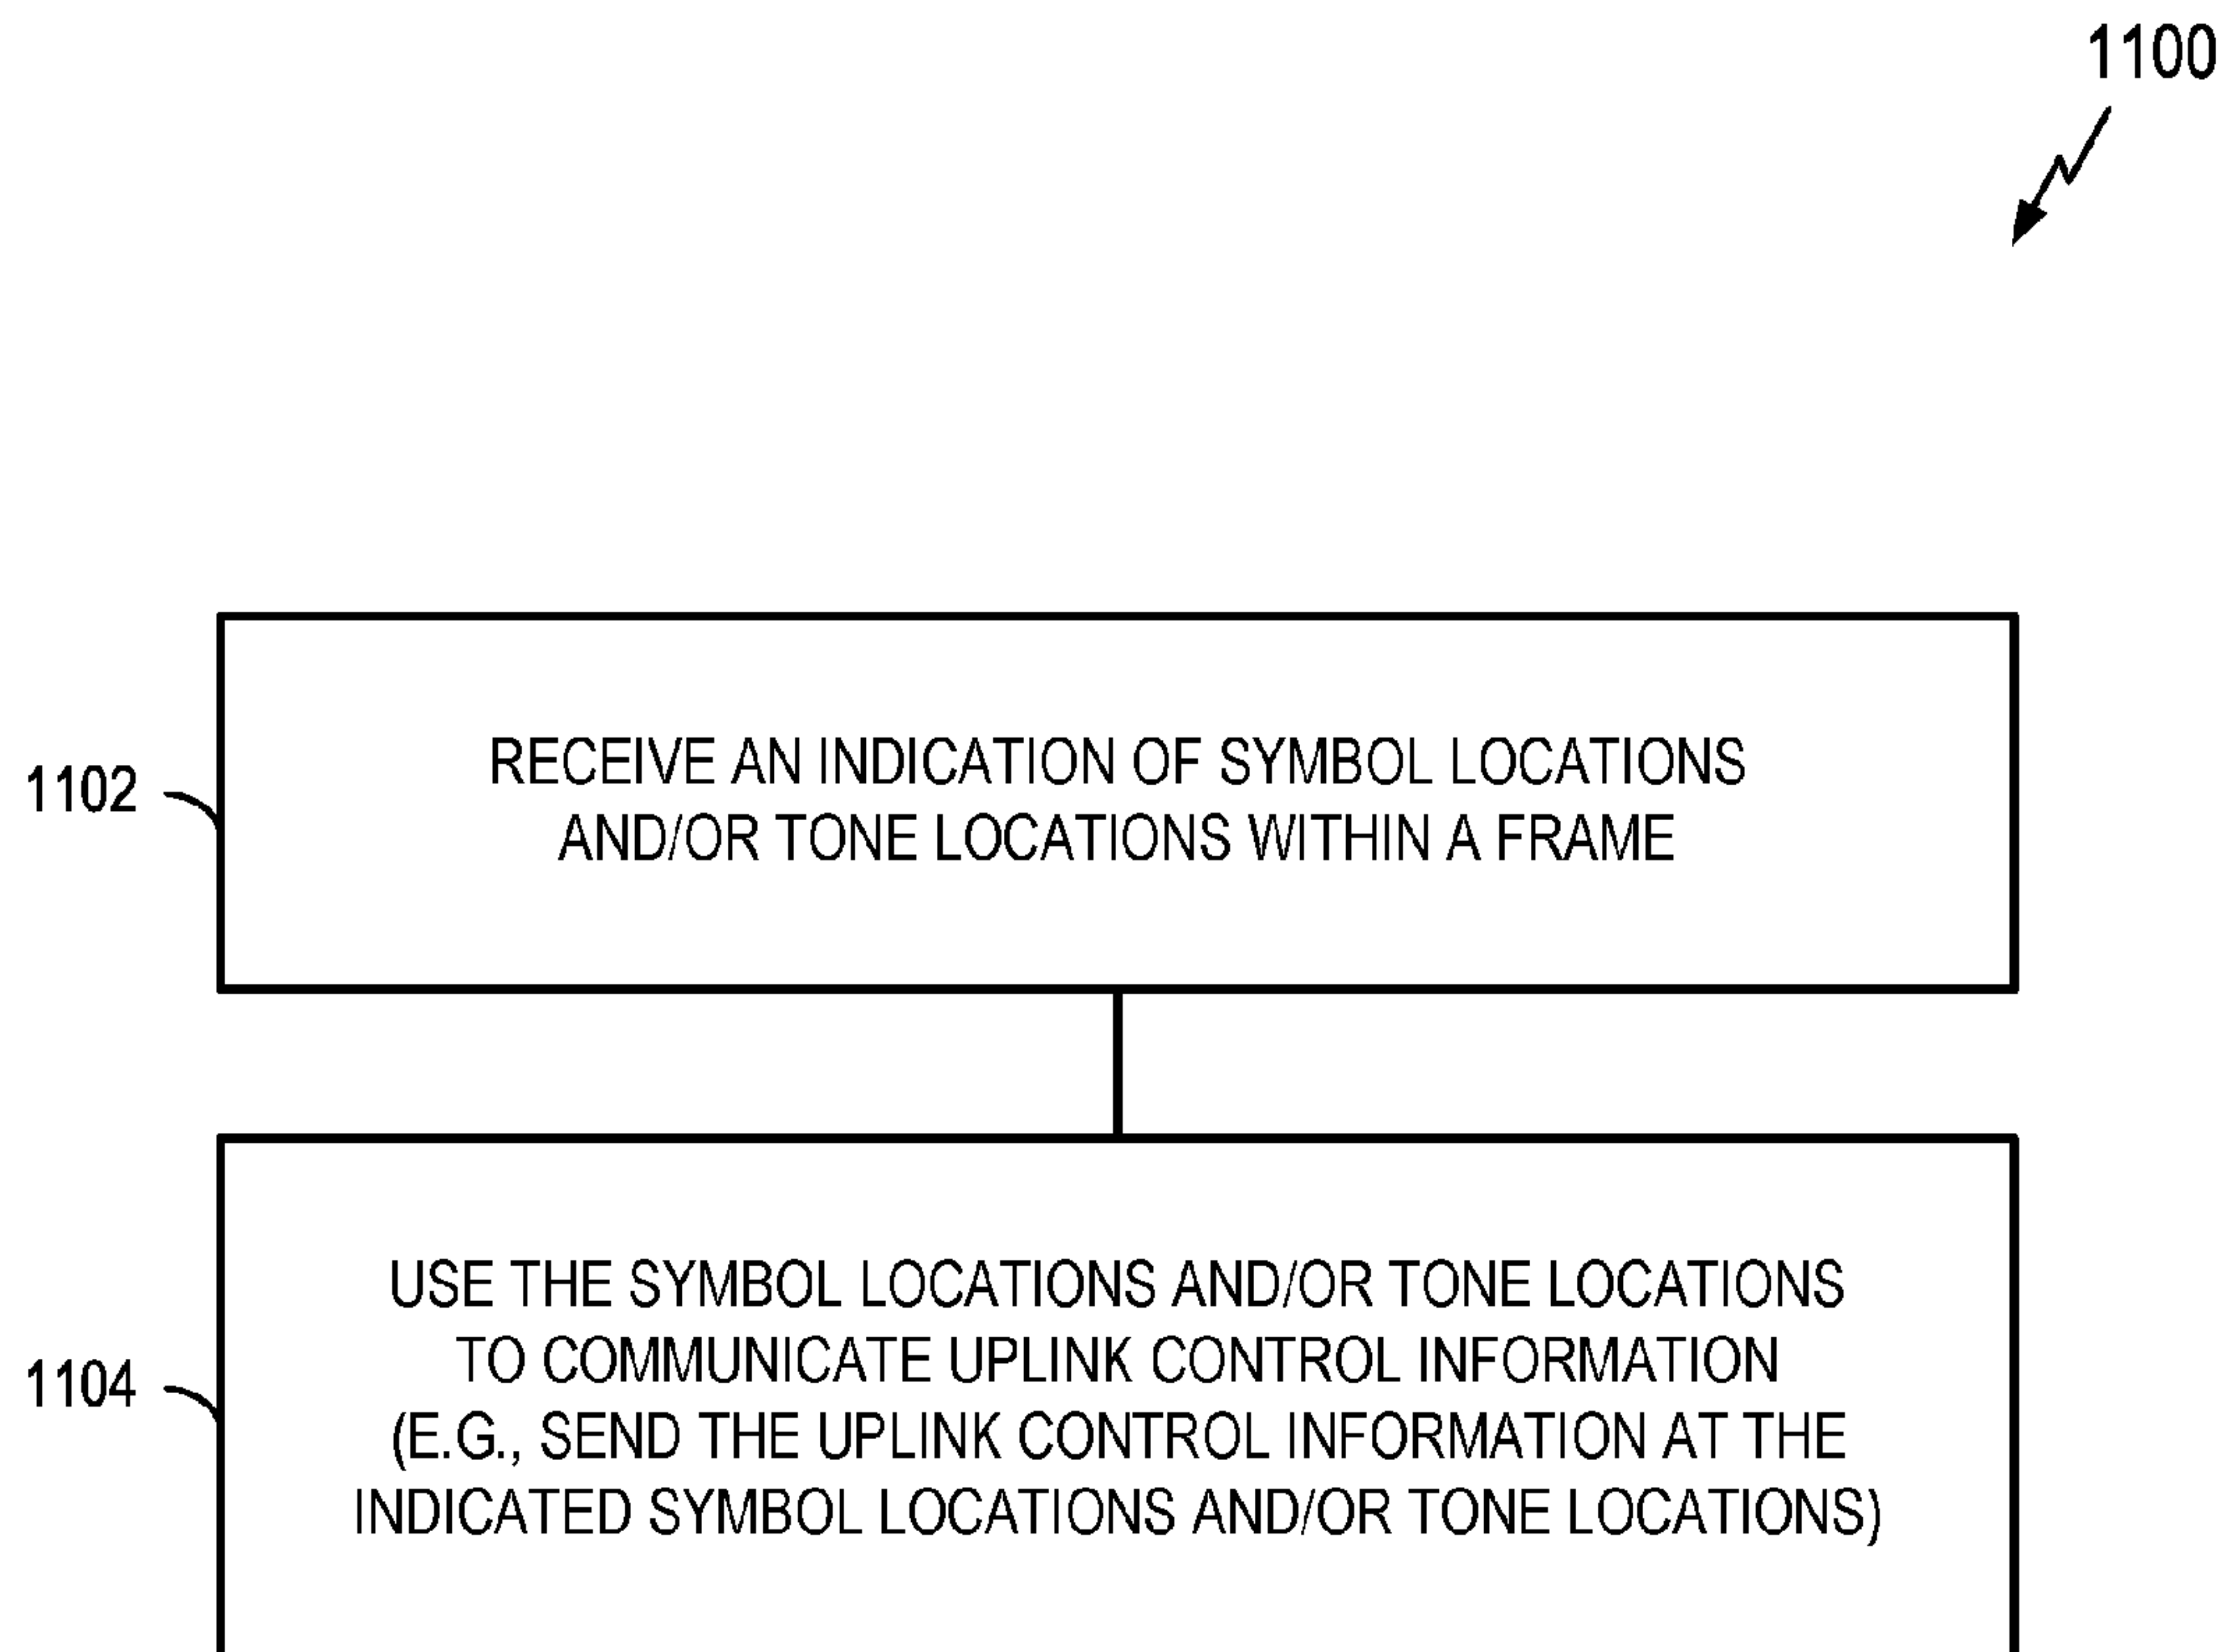 1100
1102
RECEIVE AN INDICATION OF SYMBOL LOCATIONS
AND/OR TONE LOCATIONS WITHIN A FRAME
1104
USE THE SYMBOL LOCATIONS AND/OR TONE LOCATIONS
TO COMMUNICATE UPLINK CONTROL INFORMATION
(E.G., SEND THE UPLINK CONTROL INFORMATION AT THE
INDICATED SYMBOL LOCATIONS AND/OR TONE LOCATIONS)